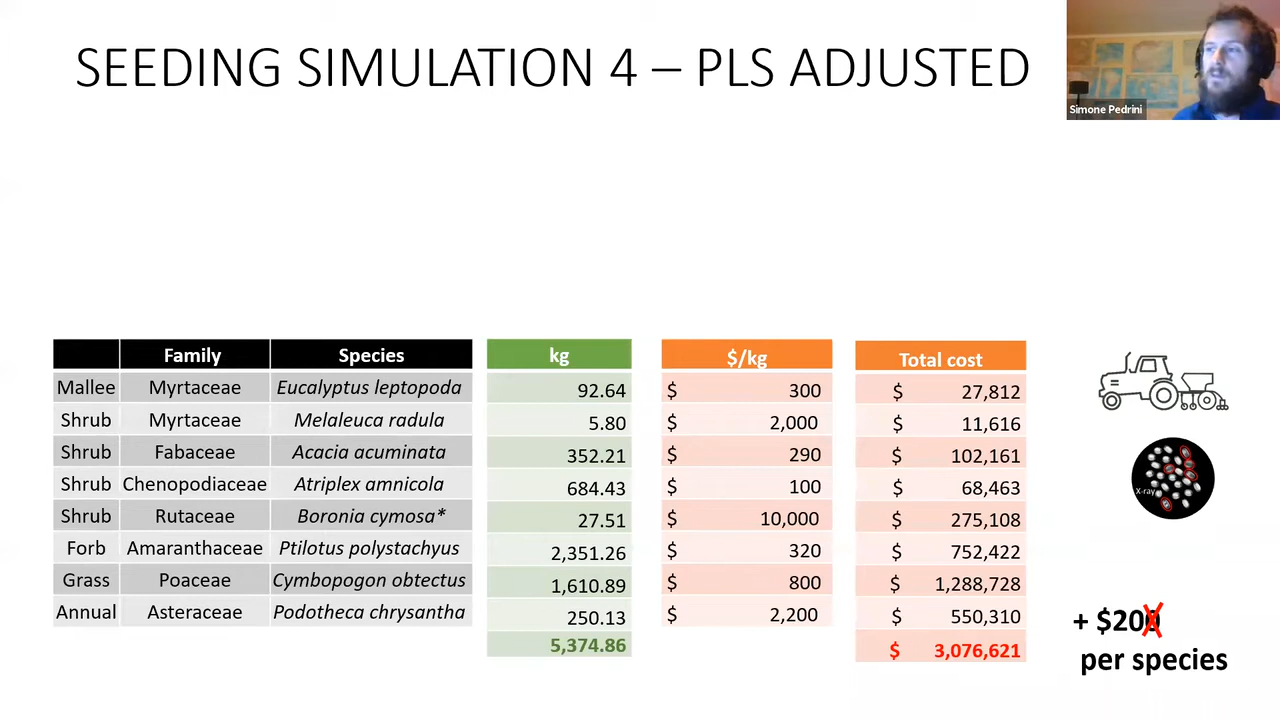 SEEDING SIMULATION 4 – PLS ADJUSTED
Simone Pedrini
Family Species kg $/kg Total cost
Mallee Myrtaceae Eucalyptus leptopoda 92.64 $ 300 $ 27,812
Shrub Myrtaceae Melaleuca radula 5.80 $ 2,000 $ 11,616
Shrub Fabaceae Acacia acuminata 352.21 $ 290 $ 102,161
Shrub Chenopodiaceae Atriplex amnicola 684.43 $ 100 $ 68,463
Shrub Rutaceae Boronia cymosa* 27.51 $ 10,000 $ 275,108
Forb Amaranthaceae Ptilotus polystachyus 2,351.26 $ 320 $ 752,422
Grass Poaceae Cymbopogon obtectus 1,610.89 $ 800 $ 1,288,728
Annual Asteraceae Podotheca chrysantha 250.13 $ 2,200 $ 550,310
5,374.86 $ 3,076,621
X-ray
+ $200
per species